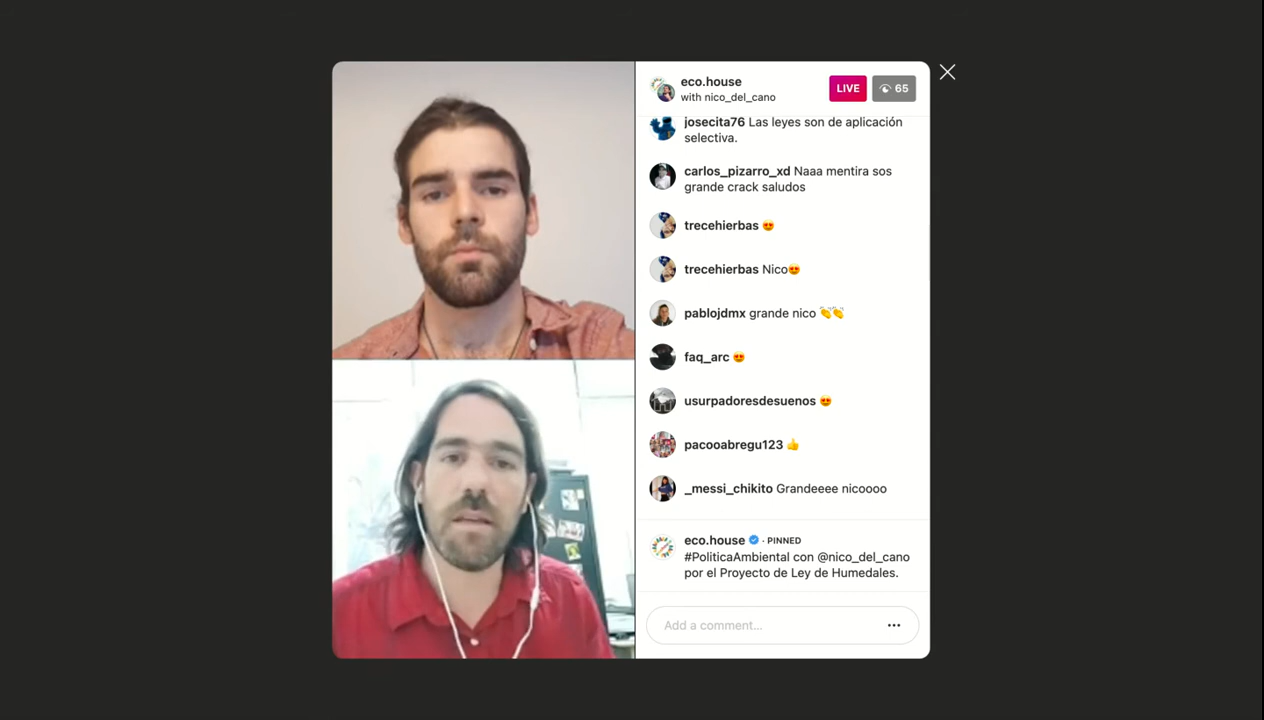 eco.house
with nico_del_cano
LIVE
65
josecita76 Las leyes son de aplicación
selectiva.
carlos_pizarro_xd Naaa mentira sos
grande crack saludos
trecehierbas 😍
trecehierbas Nico😍
pablojdmx grande nico 👏👏
faq_arc 😍
usurpadoresdesuenos 😍
pacooabregu123 👍
_messi_chikito Grandeeee nicoooo
eco.house · PINNED
#PoliticaAmbiental con @nico_del_cano
por el Proyecto de Ley de Humedales.
Add a comment...